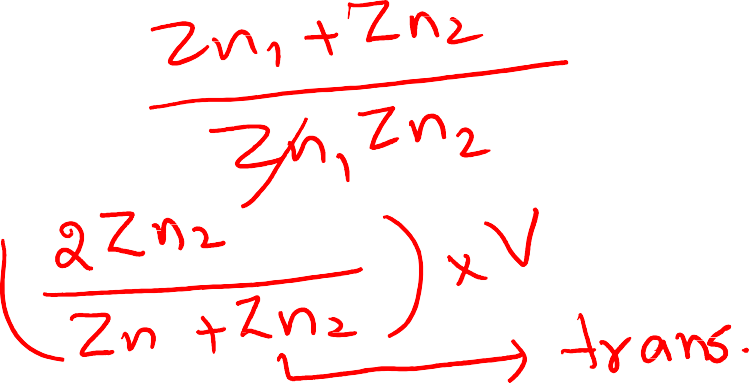 Zn₁ + Zn₂
Zn₁ Zn₂
(2Zn₂
Zn + Zn₂) × V
→ trans.